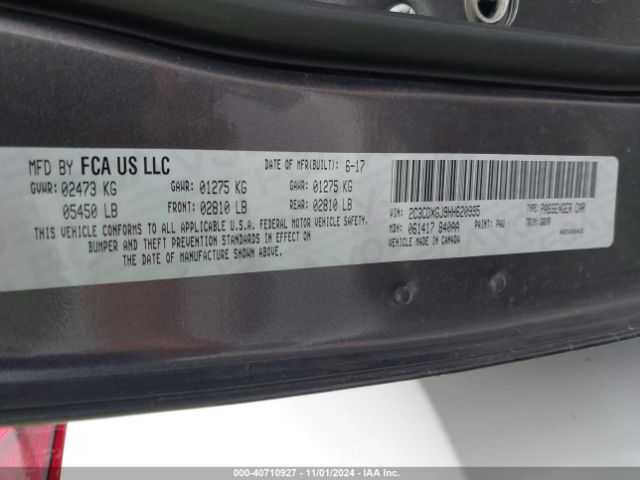 MFD BY FCA US LLC
DATE OF MFR(BUILT): 6-17
GVWR: 02473 KG GAWR: 01275 KG GAWR: 01275 KG
05450 LB FRONT: 02810 LB REAR: 02810 LB
THIS VEHICLE CONFORMS TO ALL APPLICABLE U.S.A. FEDERAL MOTOR VEHICLE SAFETY,
BUMPER AND THEFT PREVENTION STANDARDS IN EFFECT ON
THE DATE OF MANUFACTURE SHOWN ABOVE.
VIN: 2C3CDXGJ9HH620995 TYPE: PASSENGER CAR
MDH: 061417 840AA PAINT: PAU TRIM:
VEHICLE MADE IN CANADA
000-40710927 - 11/01/2024 - IAA Inc.